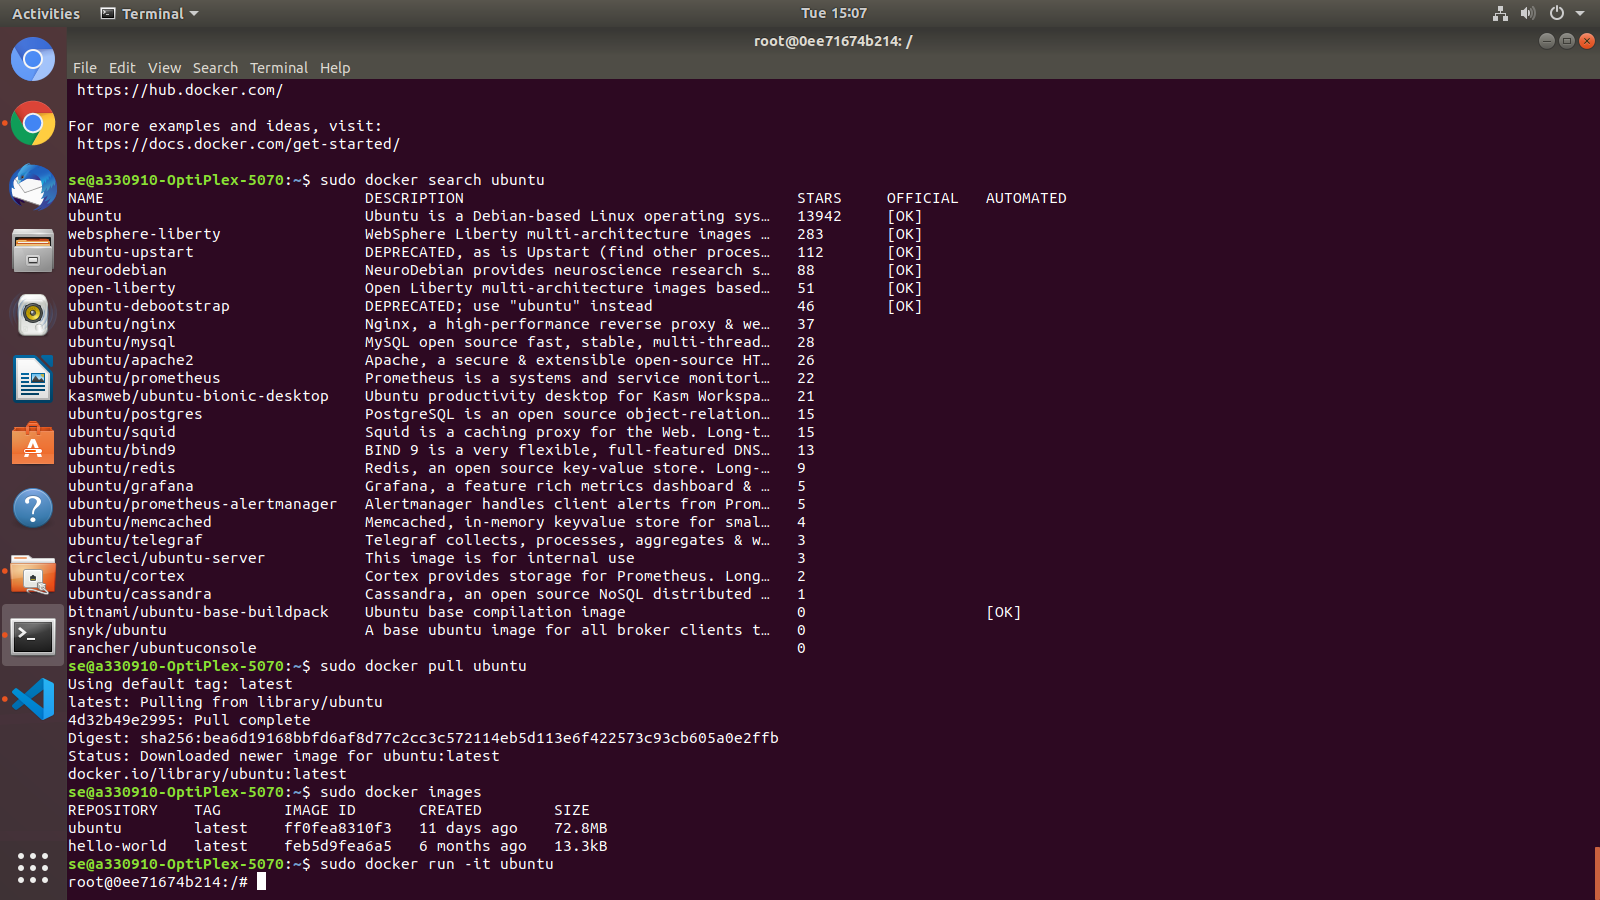 Activities Terminal Tue 15:07
root@0ee71674b214: /
File Edit View Search Terminal Help
https://hub.docker.com/
For more examples and ideas, visit:
https://docs.docker.com/get-started/
se@a330910-OptiPlex-5070:~$ sudo docker search ubuntu
NAME DESCRIPTION STARS OFFICIAL AUTOMATED
ubuntu Ubuntu is a Debian-based Linux operating sys… 13942 [OK]
websphere-liberty WebSphere Liberty multi-architecture images … 283 [OK]
ubuntu-upstart DEPRECATED, as is Upstart (find other proces… 112 [OK]
neurodebian NeuroDebian provides neuroscience research s… 88 [OK]
open-liberty Open Liberty multi-architecture images based… 51 [OK]
ubuntu-debootstrap DEPRECATED; use "ubuntu" instead 46 [OK]
ubuntu/nginx Nginx, a high-performance reverse proxy & we… 37
ubuntu/mysql MySQL open source fast, stable, multi-thread… 28
ubuntu/apache2 Apache, a secure & extensible open-source HT… 26
ubuntu/prometheus Prometheus is a systems and service monitori… 22
kasmweb/ubuntu-bionic-desktop Ubuntu productivity desktop for Kasm Workspa… 21
ubuntu/postgres PostgreSQL is an open source object-relation… 15
ubuntu/squid Squid is a caching proxy for the Web. Long-t… 15
ubuntu/bind9 BIND 9 is a very flexible, full-featured DNS… 13
ubuntu/redis Redis, an open source key-value store. Long-… 9
ubuntu/grafana Grafana, a feature rich metrics dashboard & … 5
ubuntu/prometheus-alertmanager Alertmanager handles client alerts from Prom… 5
ubuntu/memcached Memcached, in-memory keyvalue store for smal… 4
ubuntu/telegraf Telegraf collects, processes, aggregates & w… 3
circleci/ubuntu-server This image is for internal use 3
ubuntu/cortex Cortex provides storage for Prometheus. Long… 2
ubuntu/cassandra Cassandra, an open source NoSQL distributed … 1
bitnami/ubuntu-base-buildpack Ubuntu base compilation image 0 [OK]
snyk/ubuntu A base ubuntu image for all broker clients t… 0
rancher/ubuntuconsole 0
se@a330910-OptiPlex-5070:~$ sudo docker pull ubuntu
Using default tag: latest
latest: Pulling from library/ubuntu
4d32b49e2995: Pull complete
Digest: sha256:bea6d19168bbfd6af8d77c2cc3c572114eb5d113e6f422573c93cb605a0e2ffb
Status: Downloaded newer image for ubuntu:latest
docker.io/library/ubuntu:latest
se@a330910-OptiPlex-5070:~$ sudo docker images
REPOSITORY TAG IMAGE ID CREATED SIZE
ubuntu latest ff0fea8310f3 11 days ago 72.8MB
hello-world latest feb5d9fea6a5 6 months ago 13.3kB
se@a330910-OptiPlex-5070:~$ sudo docker run -it ubuntu
root@0ee71674b214:/#